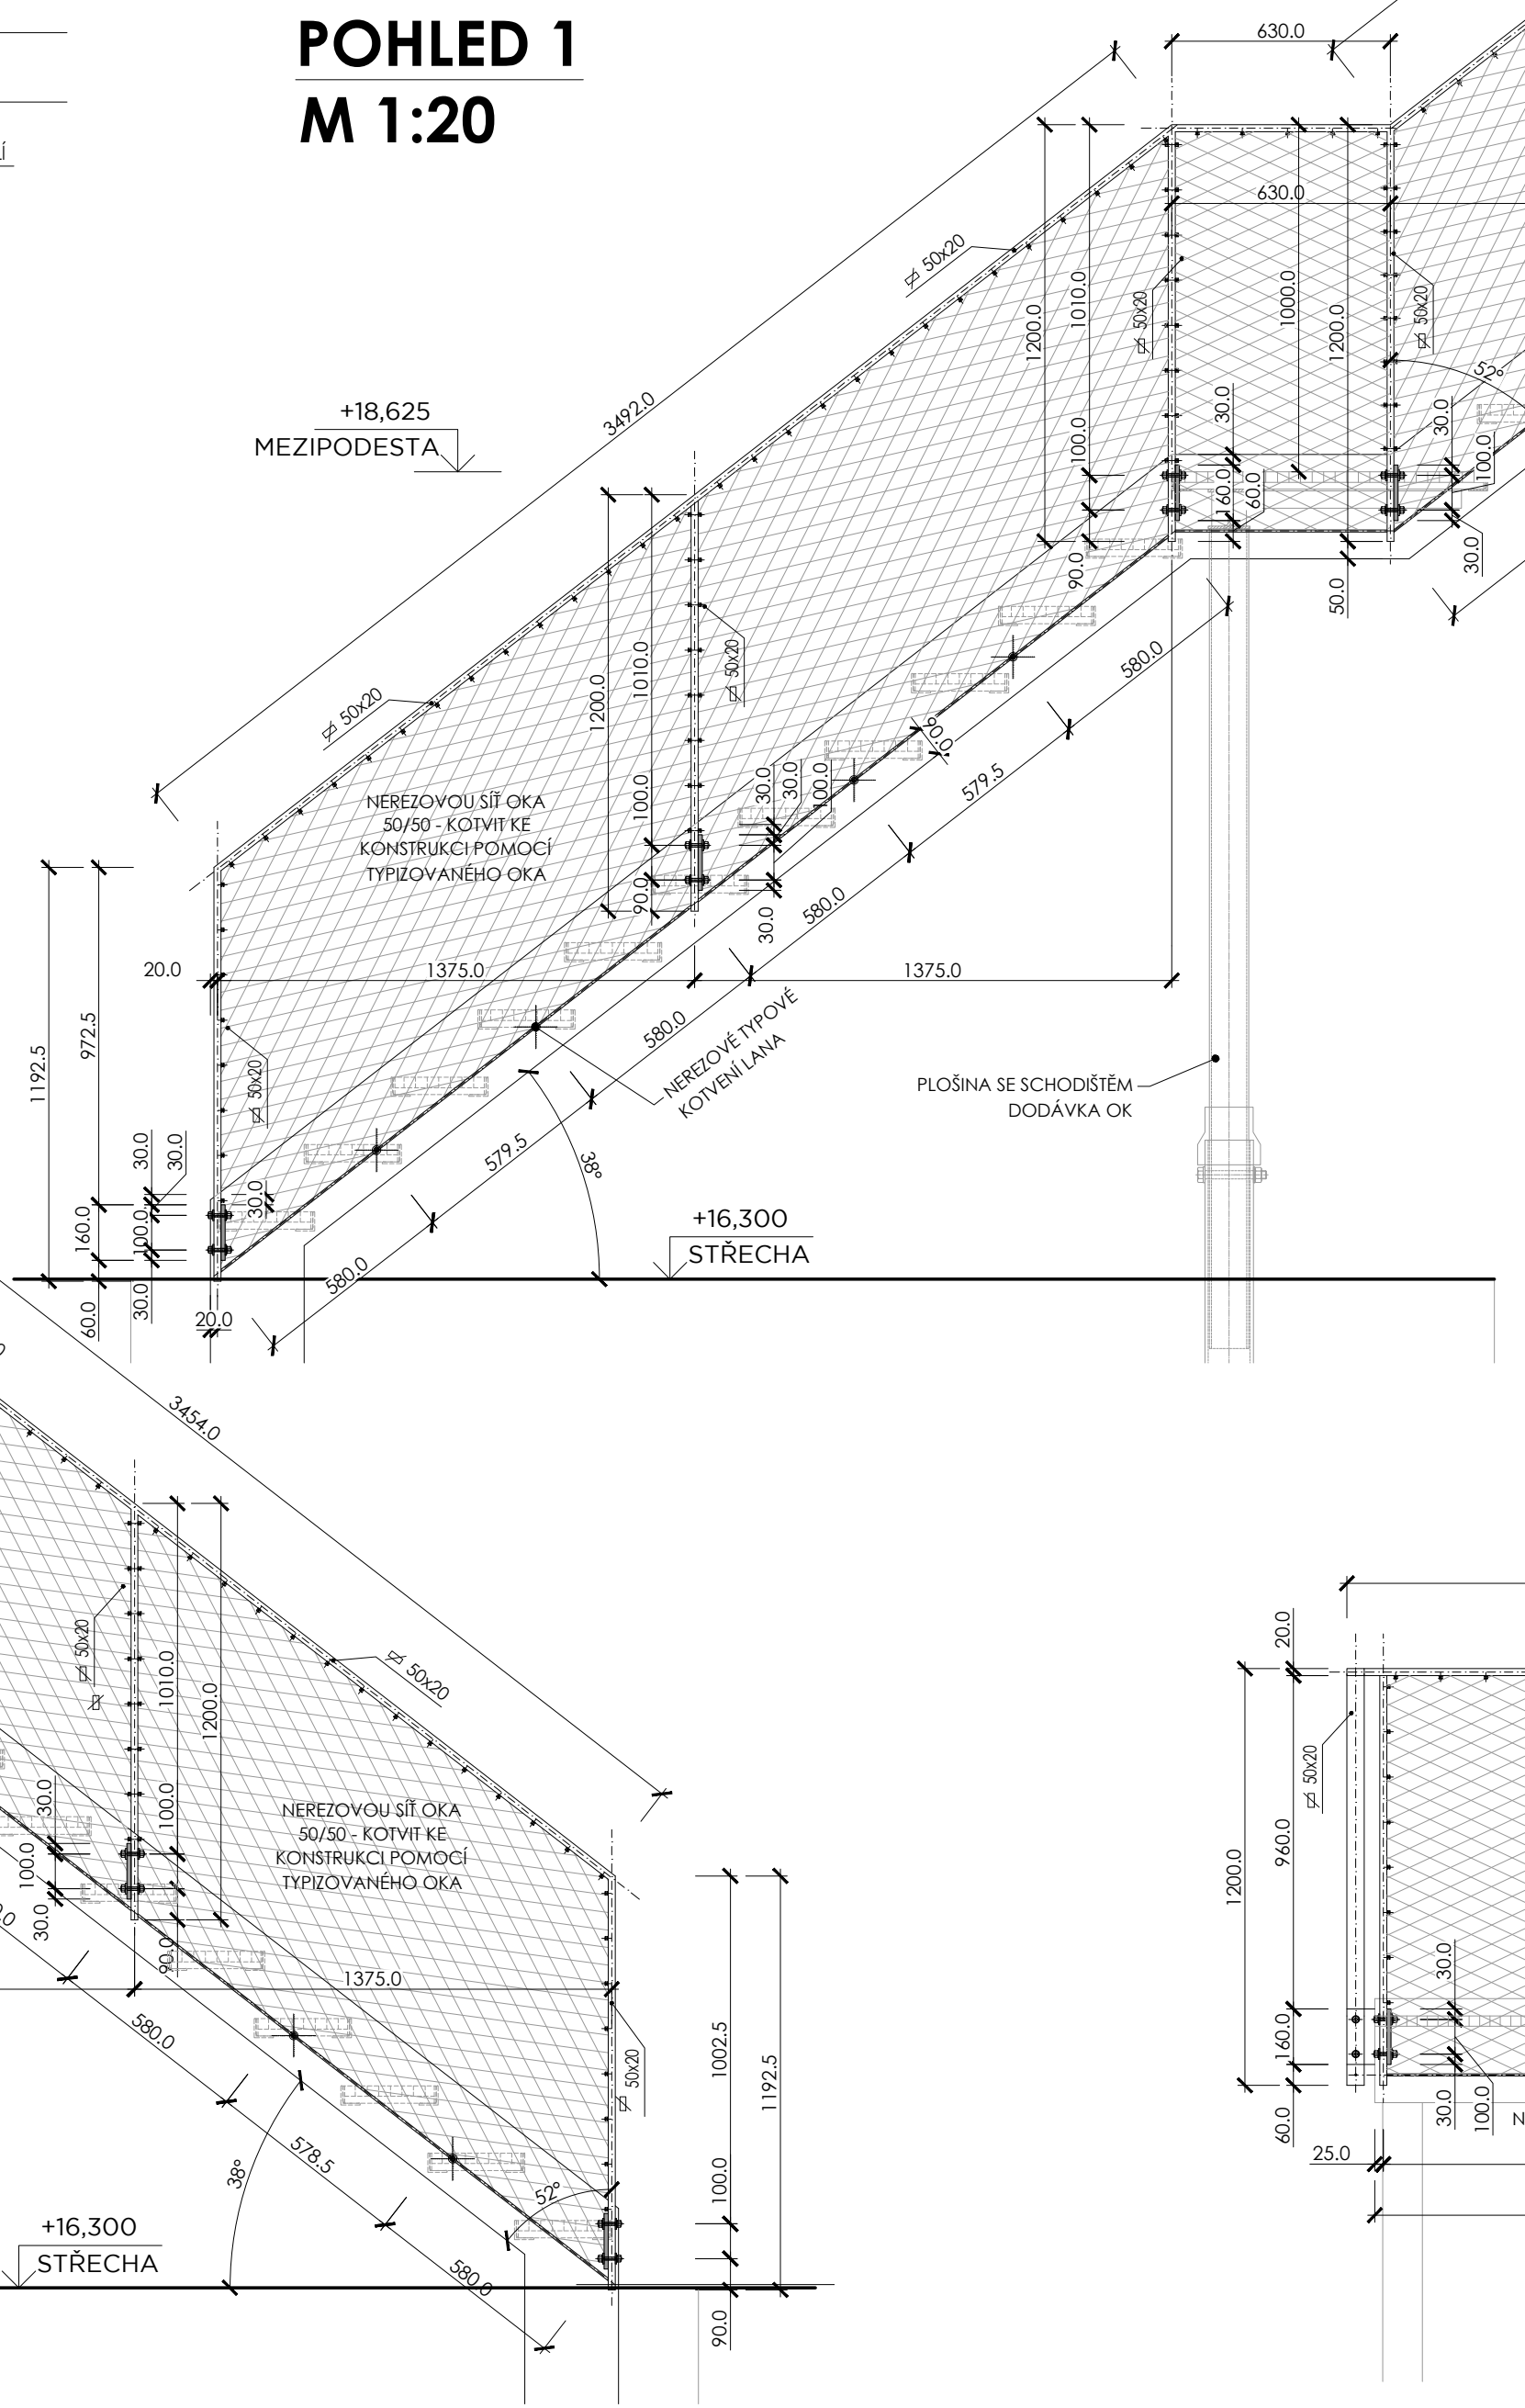 POHLED 1
M 1:20
630.0
630.0
50x20
3492.0
+18,625
MEZIPODESTA
1200.0
1010.0
100.0
90.0
50x20
1000.0
1200.0
50x20
52°
30.0
160.0
60.0
30.0
100.0
30.0
50.0
50x20
1200.0
1010.0
100.0
90.0
50x20
30.0
30.0
100.0
30.0
90.0
NEREZOVOU SÍŤ OKA
50/50 - KOTVIT KE
KONSTRUKCI POMOCÍ
TYPIZOVANÉHO OKA
580.0
579.5
580.0
580.0
579.5
580.0
20.0
1375.0
1375.0
1192.5
972.5
50x20
30.0
30.0
30.0
160.0
100.0
60.0
30.0
20.0
NEREZOVÉ TYPOVÉ
KOTVENÍ LANA
38°
PLOŠINA SE SCHODIŠTĚM
DODÁVKA OK
+16,300
STŘECHA
3454.0
50x20
1010.0
1200.0
50x20
100.0
90.0
30.0
100.0
30.0
NEREZOVOU SÍŤ OKA
50/50 - KOTVIT KE
KONSTRUKCI POMOCÍ
TYPIZOVANÉHO OKA
1375.0
580.0
578.5
580.0
38°
52°
50x20
1002.5
1192.5
100.0
90.0
+16,300
STŘECHA
20.0
50x20
960.0
1200.0
30.0
160.0
60.0
30.0
100.0
25.0
N